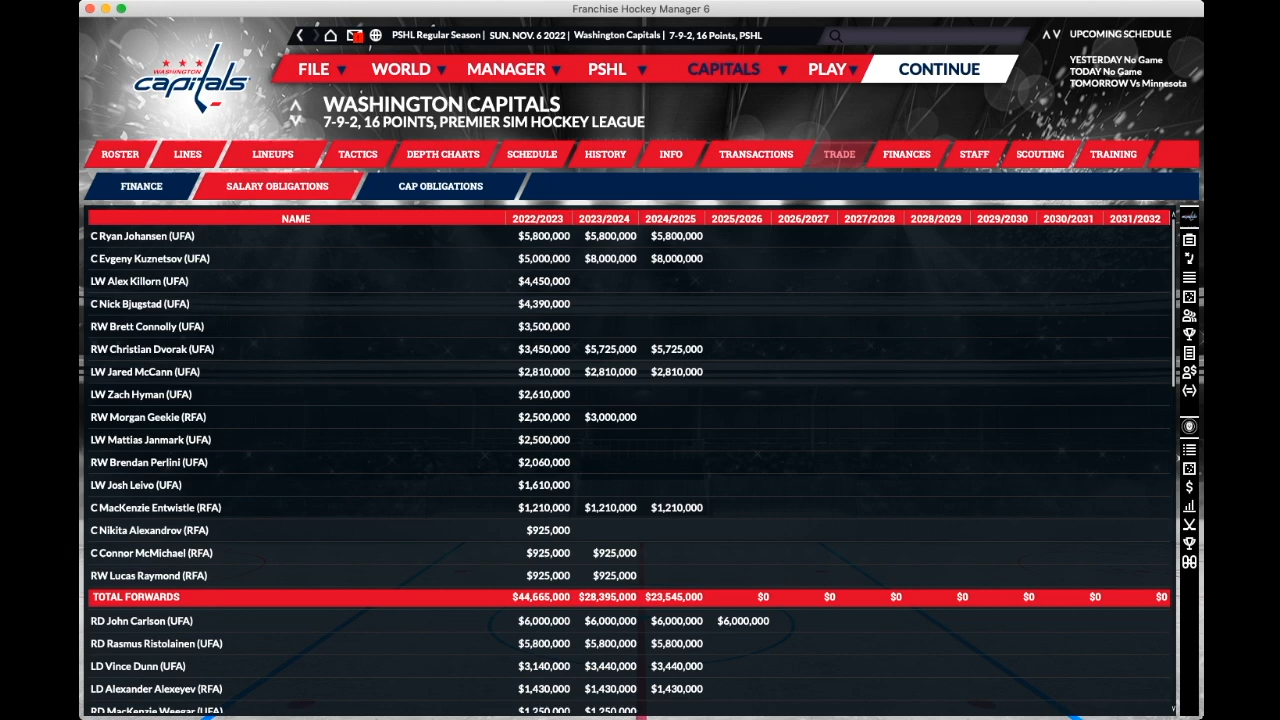 Franchise Hockey Manager 6
PSHL Regular Season | SUN. NOV. 6 2022 | Washington Capitals | 7-9-2, 16 Points, PSHL
UPCOMING SCHEDULE
YESTERDAY No Game
TODAY No Game
TOMORROW Vs Minnesota
WASHINGTON
capitals
FILE WORLD MANAGER PSHL CAPITALS PLAY CONTINUE
WASHINGTON CAPITALS
7-9-2, 16 POINTS, PREMIER SIM HOCKEY LEAGUE
ROSTER LINES LINEUPS TACTICS DEPTH CHARTS SCHEDULE HISTORY INFO TRANSACTIONS TRADE FINANCES STAFF SCOUTING TRAINING
FINANCE SALARY OBLIGATIONS CAP OBLIGATIONS
NAME 2022/2023 2023/2024 2024/2025 2025/2026 2026/2027 2027/2028 2028/2029 2029/2030 2030/2031 2031/2032
C Ryan Johansen (UFA) $5,800,000 $5,800,000 $5,800,000
C Evgeny Kuznetsov (UFA) $5,000,000 $8,000,000 $8,000,000
LW Alex Killorn (UFA) $4,450,000
C Nick Bjugstad (UFA) $4,390,000
RW Brett Connolly (UFA) $3,500,000
RW Christian Dvorak (UFA) $3,450,000 $5,725,000 $5,725,000
LW Jared McCann (UFA) $2,810,000 $2,810,000 $2,810,000
LW Zach Hyman (UFA) $2,610,000
RW Morgan Geekie (RFA) $2,500,000 $3,000,000
LW Mattias Janmark (UFA) $2,500,000
RW Brendan Perlini (UFA) $2,060,000
LW Josh Leivo (UFA) $1,610,000
C MacKenzie Entwistle (RFA) $1,210,000 $1,210,000 $1,210,000
C Nikita Alexandrov (RFA) $925,000
C Connor McMichael (RFA) $925,000 $925,000
RW Lucas Raymond (RFA) $925,000 $925,000
TOTAL FORWARDS $44,665,000 $28,395,000 $23,545,000 $0 $0 $0 $0 $0 $0 $0
RD John Carlson (UFA) $6,000,000 $6,000,000 $6,000,000 $6,000,000
RD Rasmus Ristolainen (UFA) $5,800,000 $5,800,000 $5,800,000
LD Vince Dunn (UFA) $3,140,000 $3,440,000 $3,440,000
LD Alexander Alexeyev (RFA) $1,430,000 $1,430,000 $1,430,000
RD MacKenzie Weegar (UFA) $1,250,000 $1,250,000